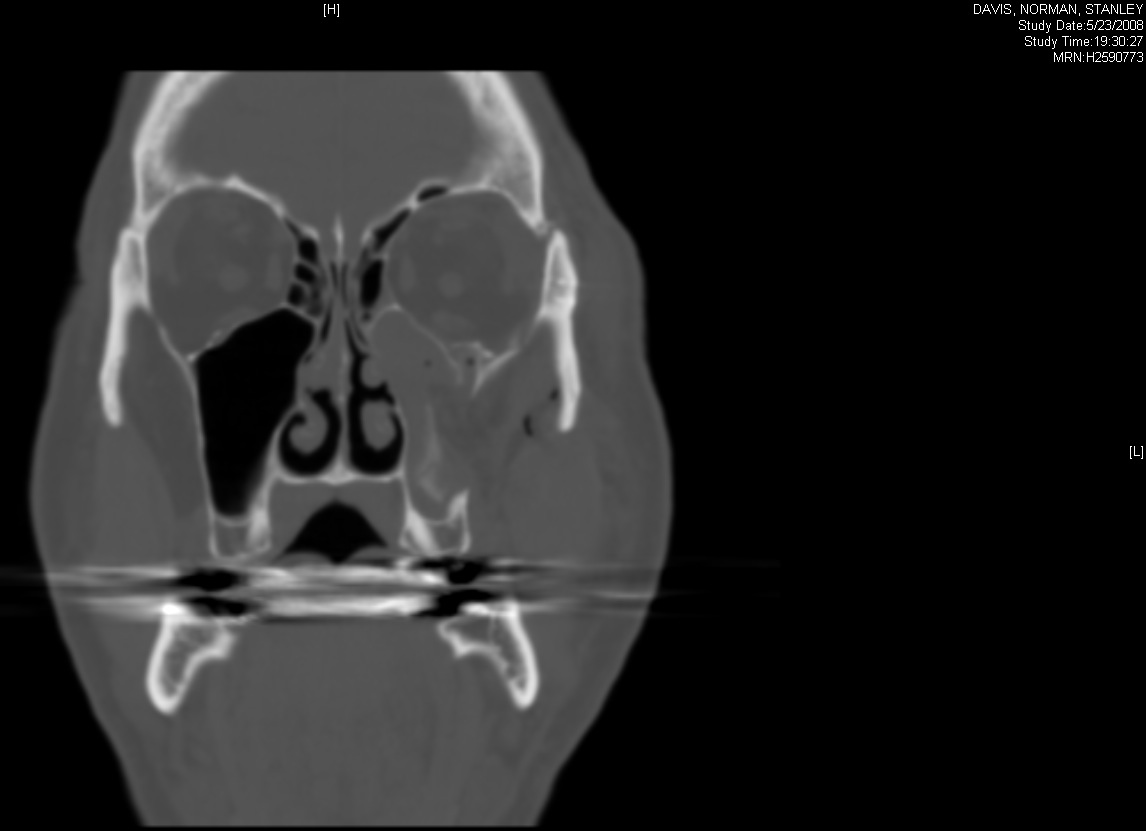 [H]
DAVIS, NORMAN, STANLEY
Study Date:5/23/2008
Study Time:19:30:27
MRN:H2590773
[L]